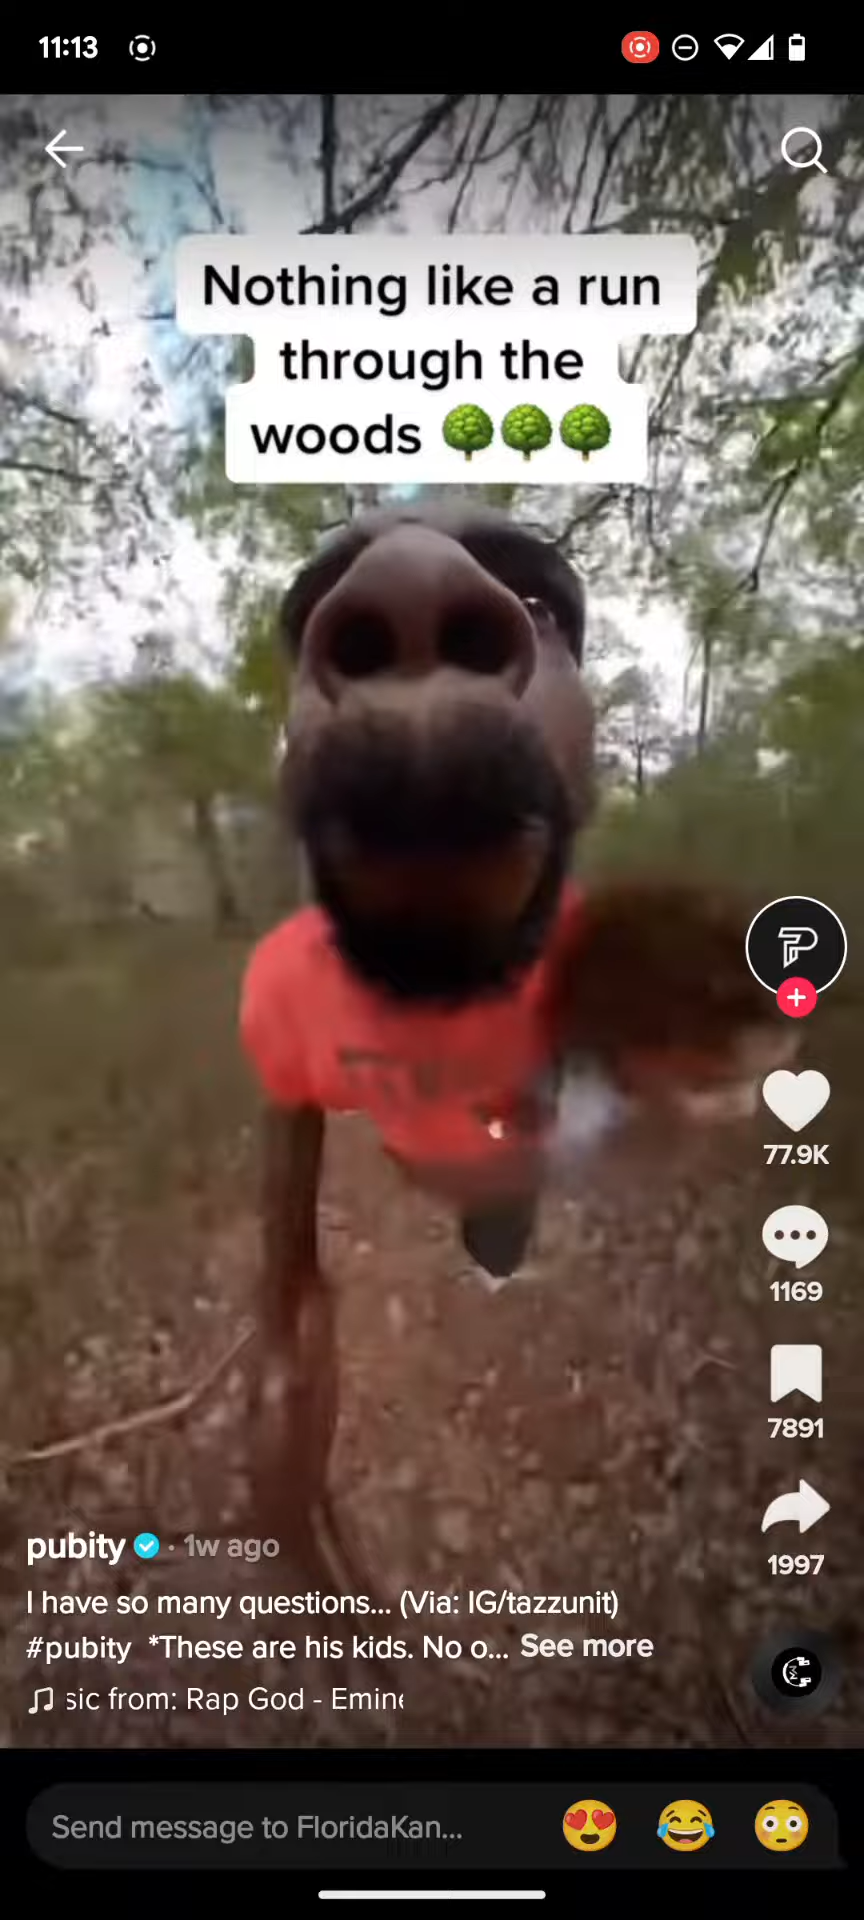 11:13
Nothing like a run
through the
woods 🌳🌳🌳
77.9K
1169
7891
1997
pubity · 1w ago
I have so many questions... (Via: IG/tazzunit)
#pubity *These are his kids. No o... See more
sic from: Rap God - Emin
Send message to FloridaKan...